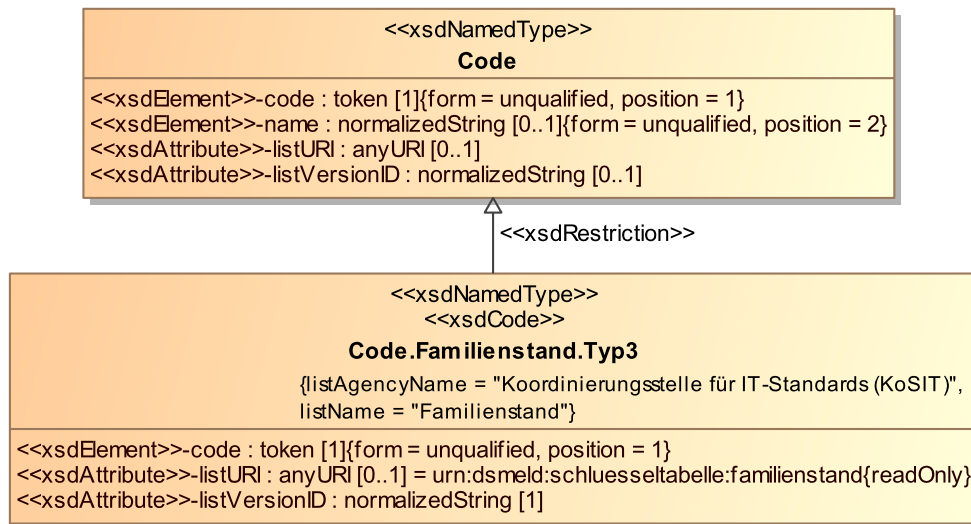 <<xsdNamedType>>
Code
<<xsdElement>>-code : token [1]{form = unqualified, position = 1}
<<xsdElement>>-name : normalizedString [0..1]{form = unqualified, position = 2}
<<xsdAttribute>>-listURI : anyURI [0..1]
<<xsdAttribute>>-listVersionID : normalizedString [0..1]
<<xsdRestriction>>
<<xsdNamedType>>
<<xsdCode>>
Code.Familienstand.Typ3
{listAgencyName = "Koordinierungsstelle für IT-Standards (KoSIT)",
listName = "Familienstand"}
<<xsdElement>>-code : token [1]{form = unqualified, position = 1}
<<xsdAttribute>>-listURI : anyURI [0..1] = urn:dsmeld:schluesseltabelle:familienstand{readOnly}
<<xsdAttribute>>-listVersionID : normalizedString [1]